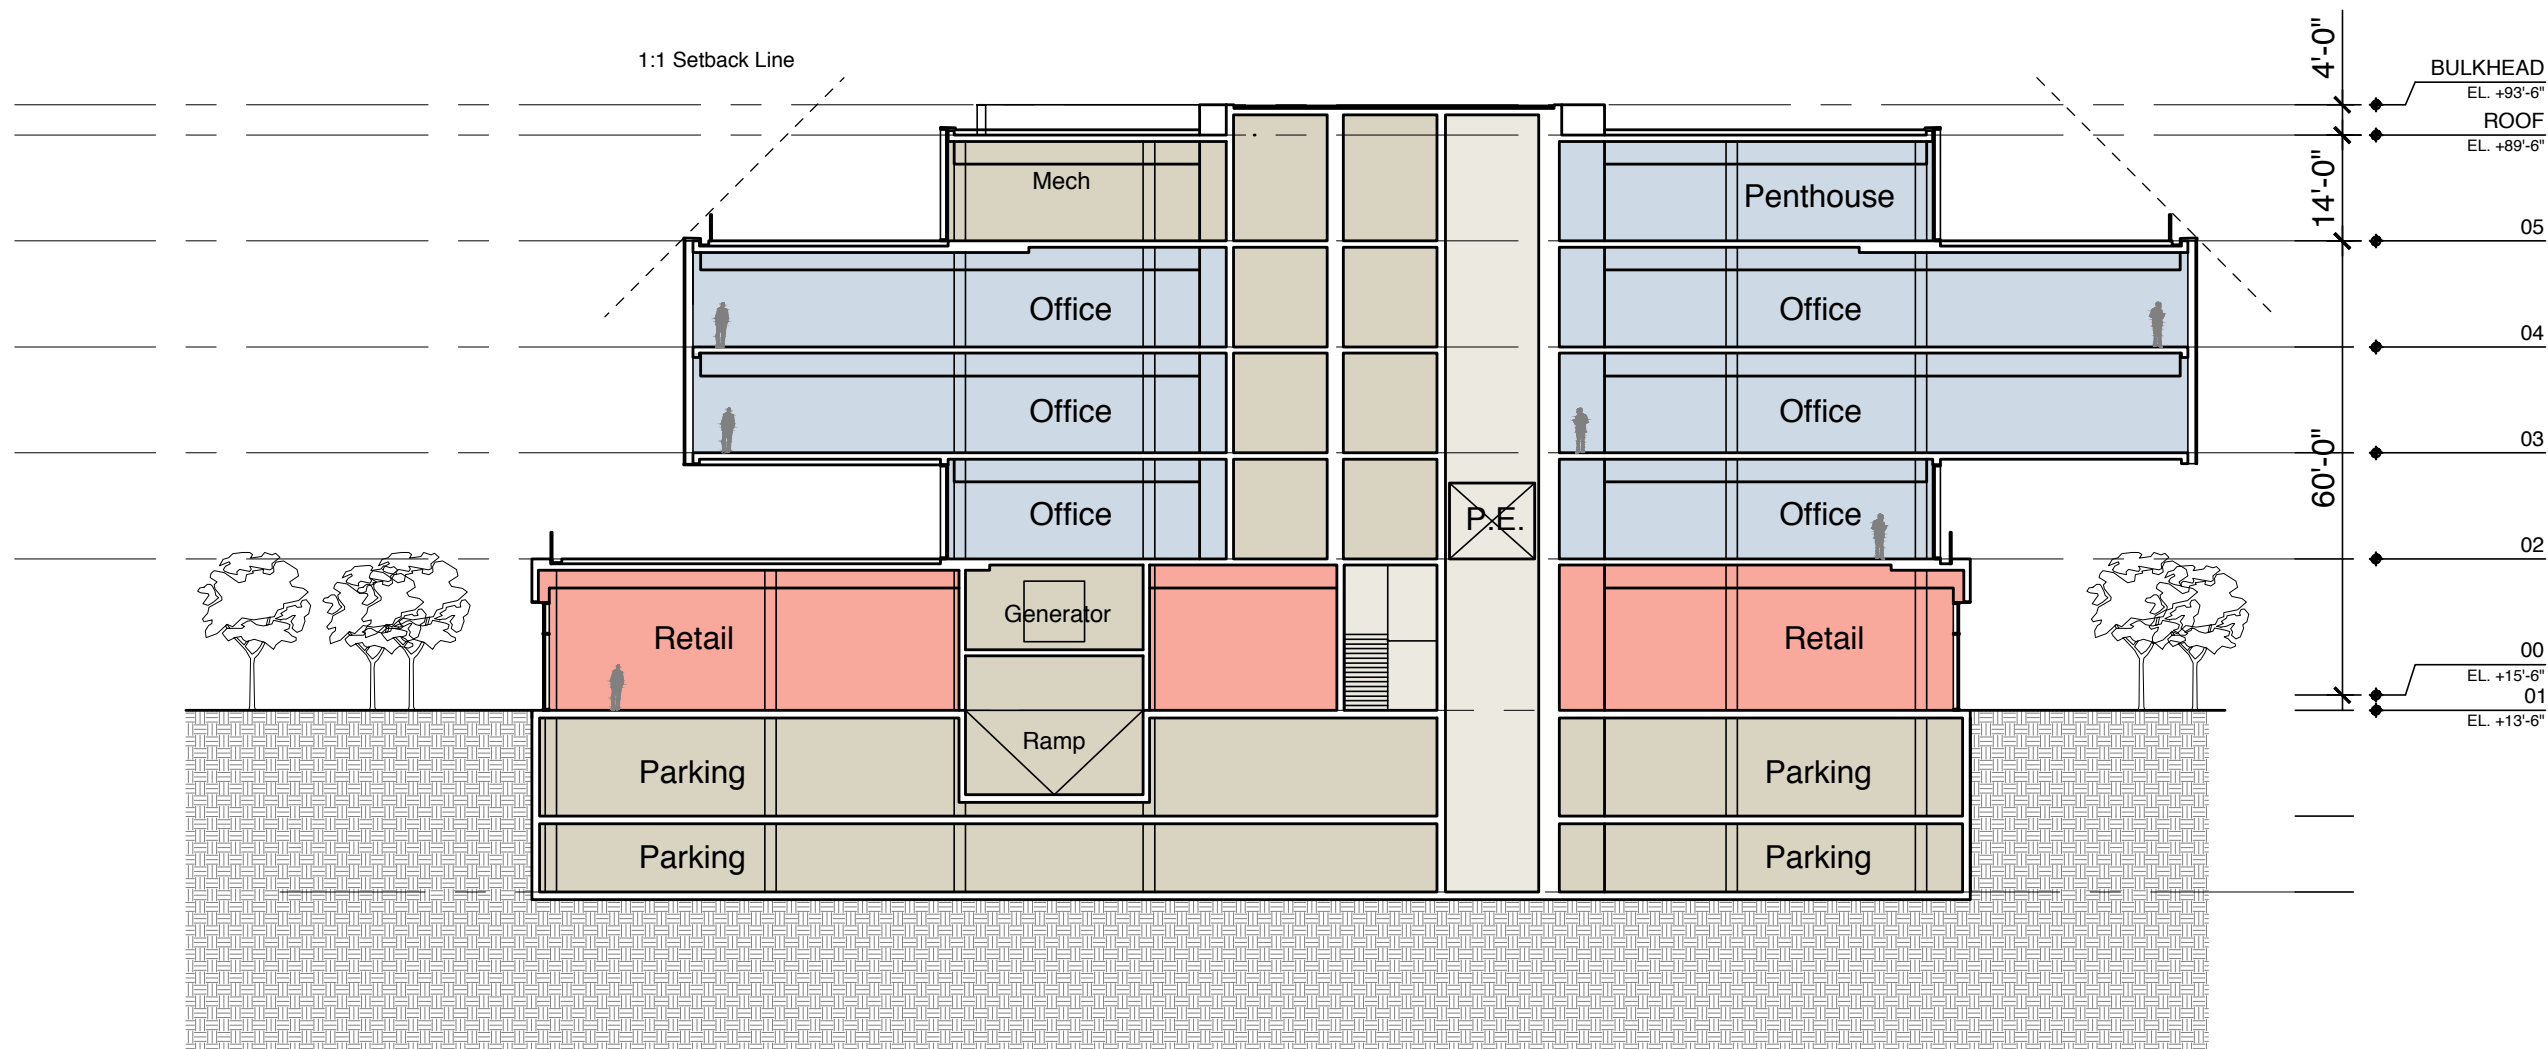 1:1 Setback Line
4'-0"
BULKHEAD
EL. +93'-6"
ROOF
EL. +89'-6"
Mech
Penthouse
14'-0"
05
Office
Office
04
Office
Office
03
60'-0"
Office
P.E.
Office
02
Generator
Retail
Retail
00
EL. +15'-6"
01
EL. +13'-6"
Ramp
Parking
Parking
Parking
Parking